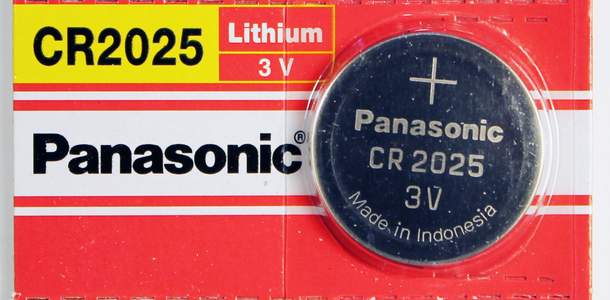 CR2025
Lithium
3 V
Panasonic®
+
Panasonic
CR 2025
3V
Made in Indonesia